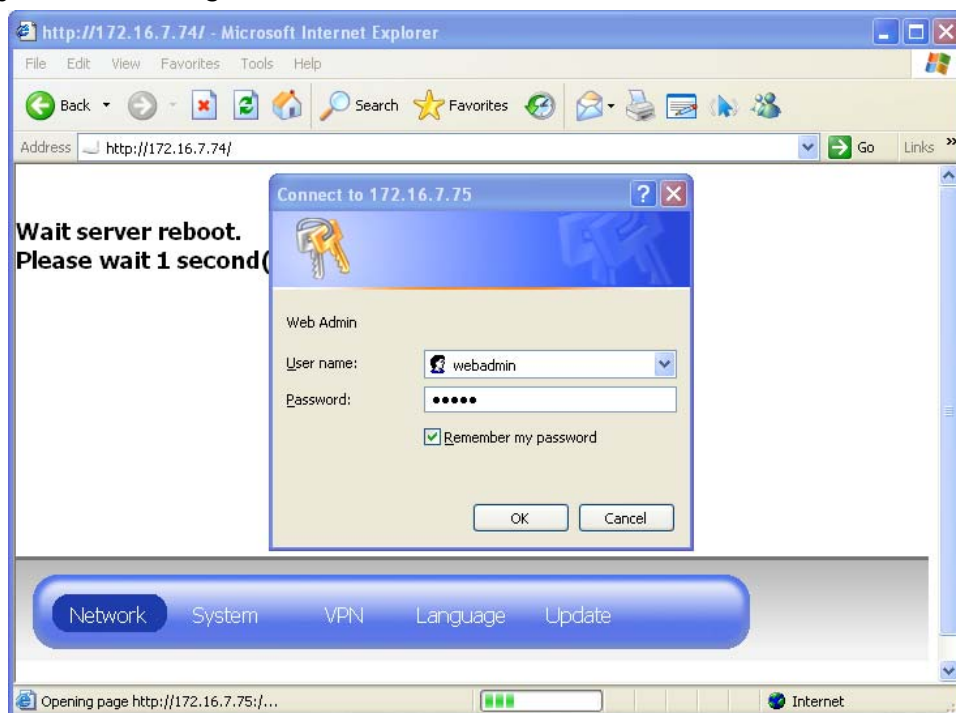 http://172.16.7.74/ - Microsoft Internet Explorer
File Edit View Favorites Tools Help
Back Search Favorites
Address http://172.16.7.74/ Go Links »
Connect to 172.16.7.75
Wait server reboot.
Please wait 1 second(
Web Admin
User name: webadmin
Password: •••••
Remember my password
OK Cancel
Network System VPN Language Update
Opening page http://172.16.7.75:/... Internet